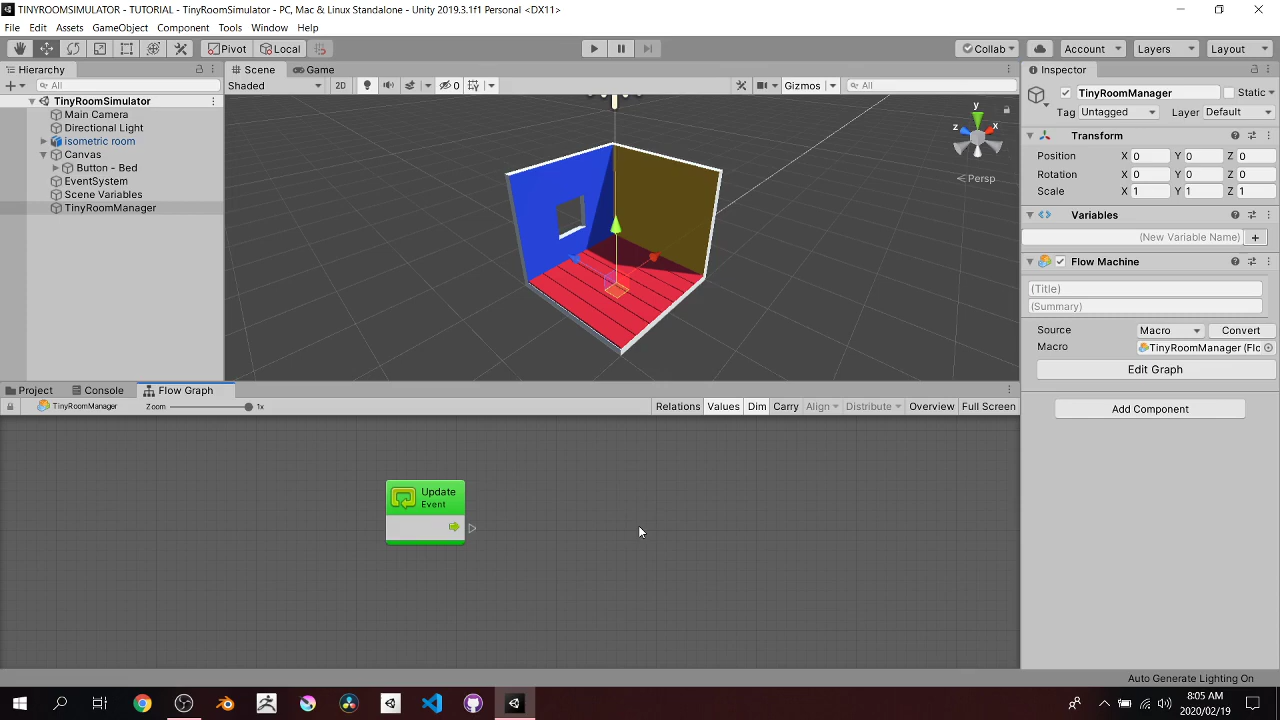 TINYROOMSIMULATOR - TUTORIAL - TinyRoomSimulator - PC, Mac & Linux Standalone - Unity 2019.3.1f1 Personal <DX11>
File Edit Assets GameObject Component Tools Window Help
Pivot Local Collab Account Layers Layout
Hierarchy Scene Game Inspector
All Shaded 2D 0 Gizmos All TinyRoomManager Static
TinyRoomSimulator
Tag Untagged Layer Default
Main Camera
Directional Light
isometric room
Canvas
Button - Bed
EventSystem
Scene Variables
TinyRoomManager
y
z x
Persp
Transform
Position X 0 Y 0 Z 0
Rotation X 0 Y 0 Z 0
Scale X 1 Y 1 Z 1
Variables
(New Variable Name) +
Flow Machine
(Title)
(Summary)
Source Macro Convert
Macro TinyRoomManager (Flo
Edit Graph
Add Component
Project Console Flow Graph
TinyRoomManager Zoom 1x Relations Values Dim Carry Align Distribute Overview Full Screen
Update
Event
Auto Generate Lighting On
8:05 AM
2020/02/19